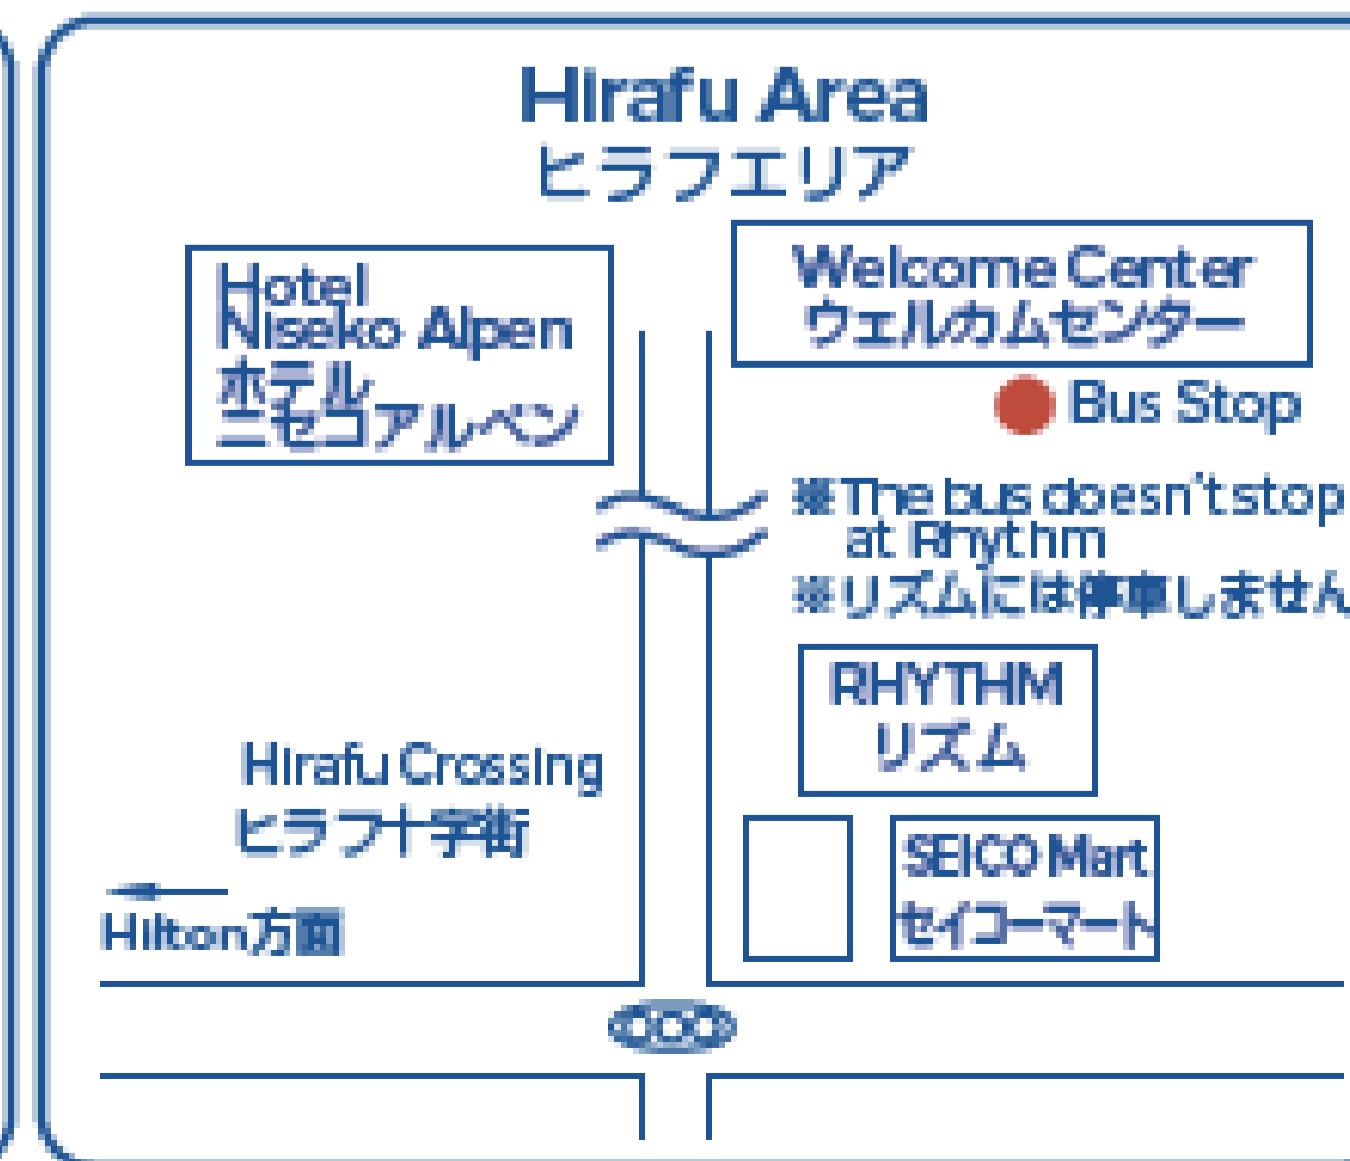 Hirafu Area
ヒラフエリア
Hotel
Niseko Alpen
ホテル
ニセコアルペン
Welcome Center
ウェルカムセンター
Bus Stop
※The bus doesn't stop
at Rhythm
※リズムには停車しません
RHYTHM
リズム
Hirafu Crossing
ヒラフ十字街
SEICO Mart
セイコーマート
Hilton方面